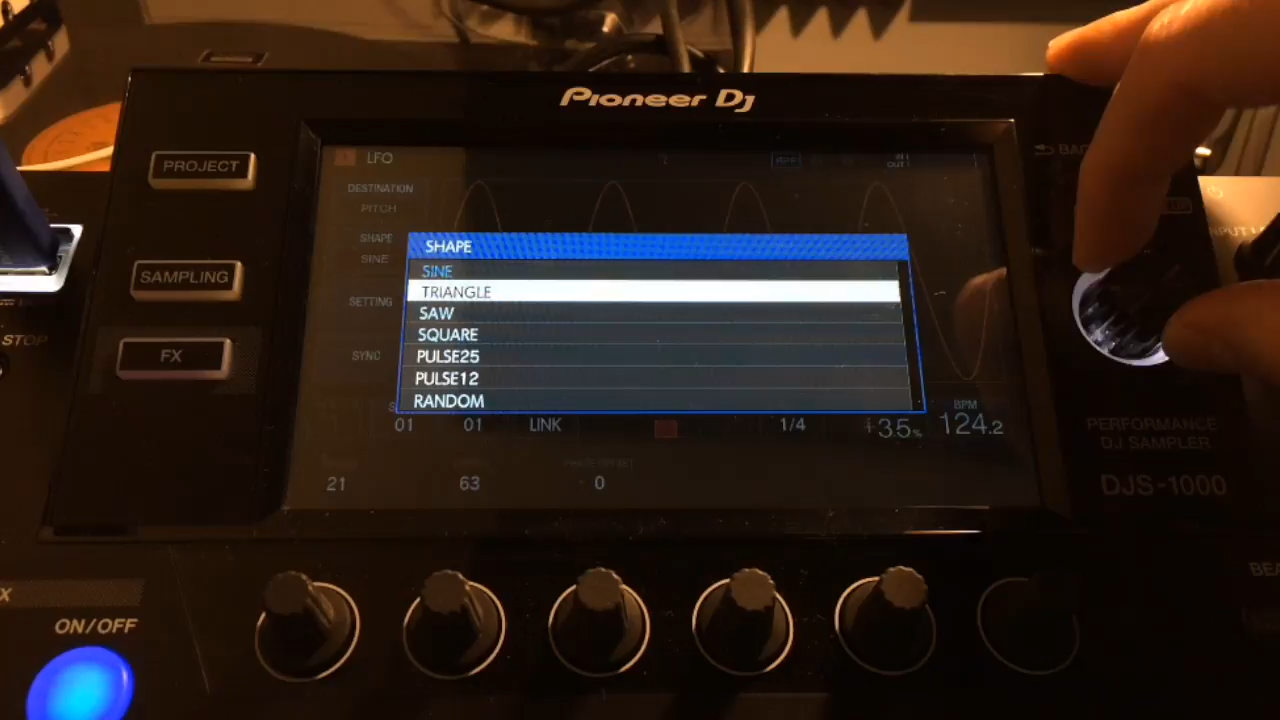 Pioneer Dj
PROJECT
SAMPLING
STOP
FX
LFO
DESTINATION
PITCH
SHAPE
SINE
SETTING
SYNC
SHAPE
SINE
TRIANGLE
SAW
SQUARE
PULSE25
PULSE12
RANDOM
01 01 LINK 1/4 +3.5% BPM 124.2
21 63 0
PERFORMANCE
DJ SAMPLER
DJS-1000
ON/OFF